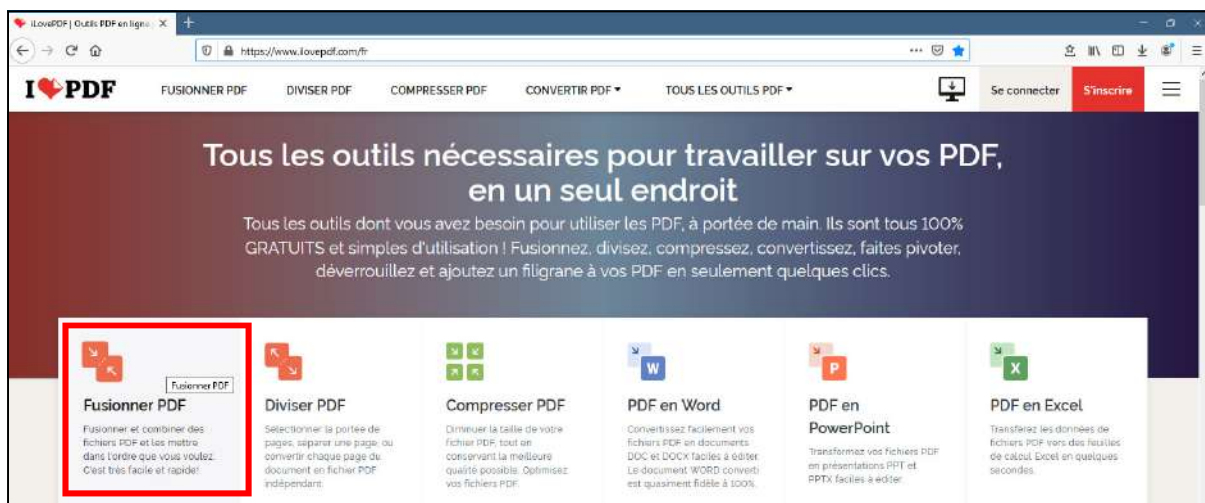 iLovePDF | Outils PDF en ligne
https://www.ilovepdf.com/fr
I PDF
FUSIONNER PDF
DIVISER PDF
COMPRESSER PDF
CONVERTIR PDF
TOUS LES OUTILS PDF
Se connecter
S'inscrire
Tous les outils nécessaires pour travailler sur vos PDF,
en un seul endroit
Tous les outils dont vous avez besoin pour utiliser les PDF, à portée de main. Ils sont tous 100%
GRATUITS et simples d'utilisation ! Fusionnez, divisez, compressez, convertissez, faites pivoter,
déverrouillez et ajoutez un filigrane à vos PDF en seulement quelques clics.
Fusionner PDF
Fusionner PDF
Fusionner et combiner des
fichiers PDF et les mettre
dans l'ordre que vous voulez.
C'est très facile et rapide!
Diviser PDF
Sélectionner la portée de
pages, séparer une page, ou
convertir chaque page du
document en fichier PDF
indépendant.
Compresser PDF
Diminuer la taille de votre
fichier PDF, tout en
conservant la meilleure
qualité possible. Optimisez
vos fichiers PDF.
W
PDF en Word
Convertissez facilement vos
fichiers PDF en documents
DOC et DOCX faciles à éditer.
Le document WORD converti
est quasiment fidèle à 100%.
P
PDF en
PowerPoint
Transformez vos fichiers PDF
en présentations PPT et
PPTX faciles à éditer.
X
PDF en Excel
Transférez les données de
fichiers PDF vers des feuilles
de calcul Excel en quelques
secondes.